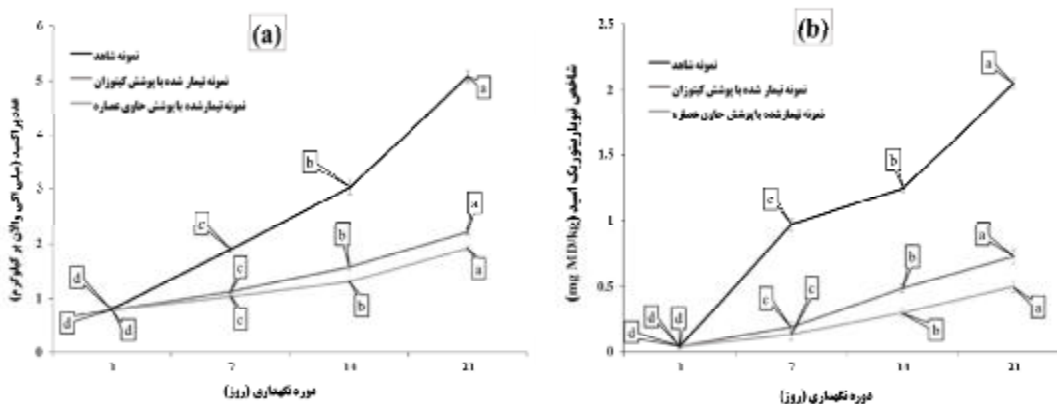 (a)
نمونه شاهد
نمونه تیمار شده با پوشش کیتوزان
نمونه تیمارشده با پوشش حاوی عصاره
عدد پراکسید (میلی اکی والان بر کیلوگرم)
6
5
4
3
2
1
0
d
d
d
c
c
c
b
b
b
a
a
a
1
7
14
21
دوره نگهداری (روز)
(b)
نمونه شاهد
نمونه تیمار شده با پوشش کیتوزان
نمونه تیمارشده با پوشش حاوی عصاره
شاخص تیوباربیتوریک اسید (mg MD/kg)
2.5
2
1.5
1
0.5
0
d
d
d
c
c
c
b
b
b
a
a
a
1
7
14
21
دوره نگهداری (روز)